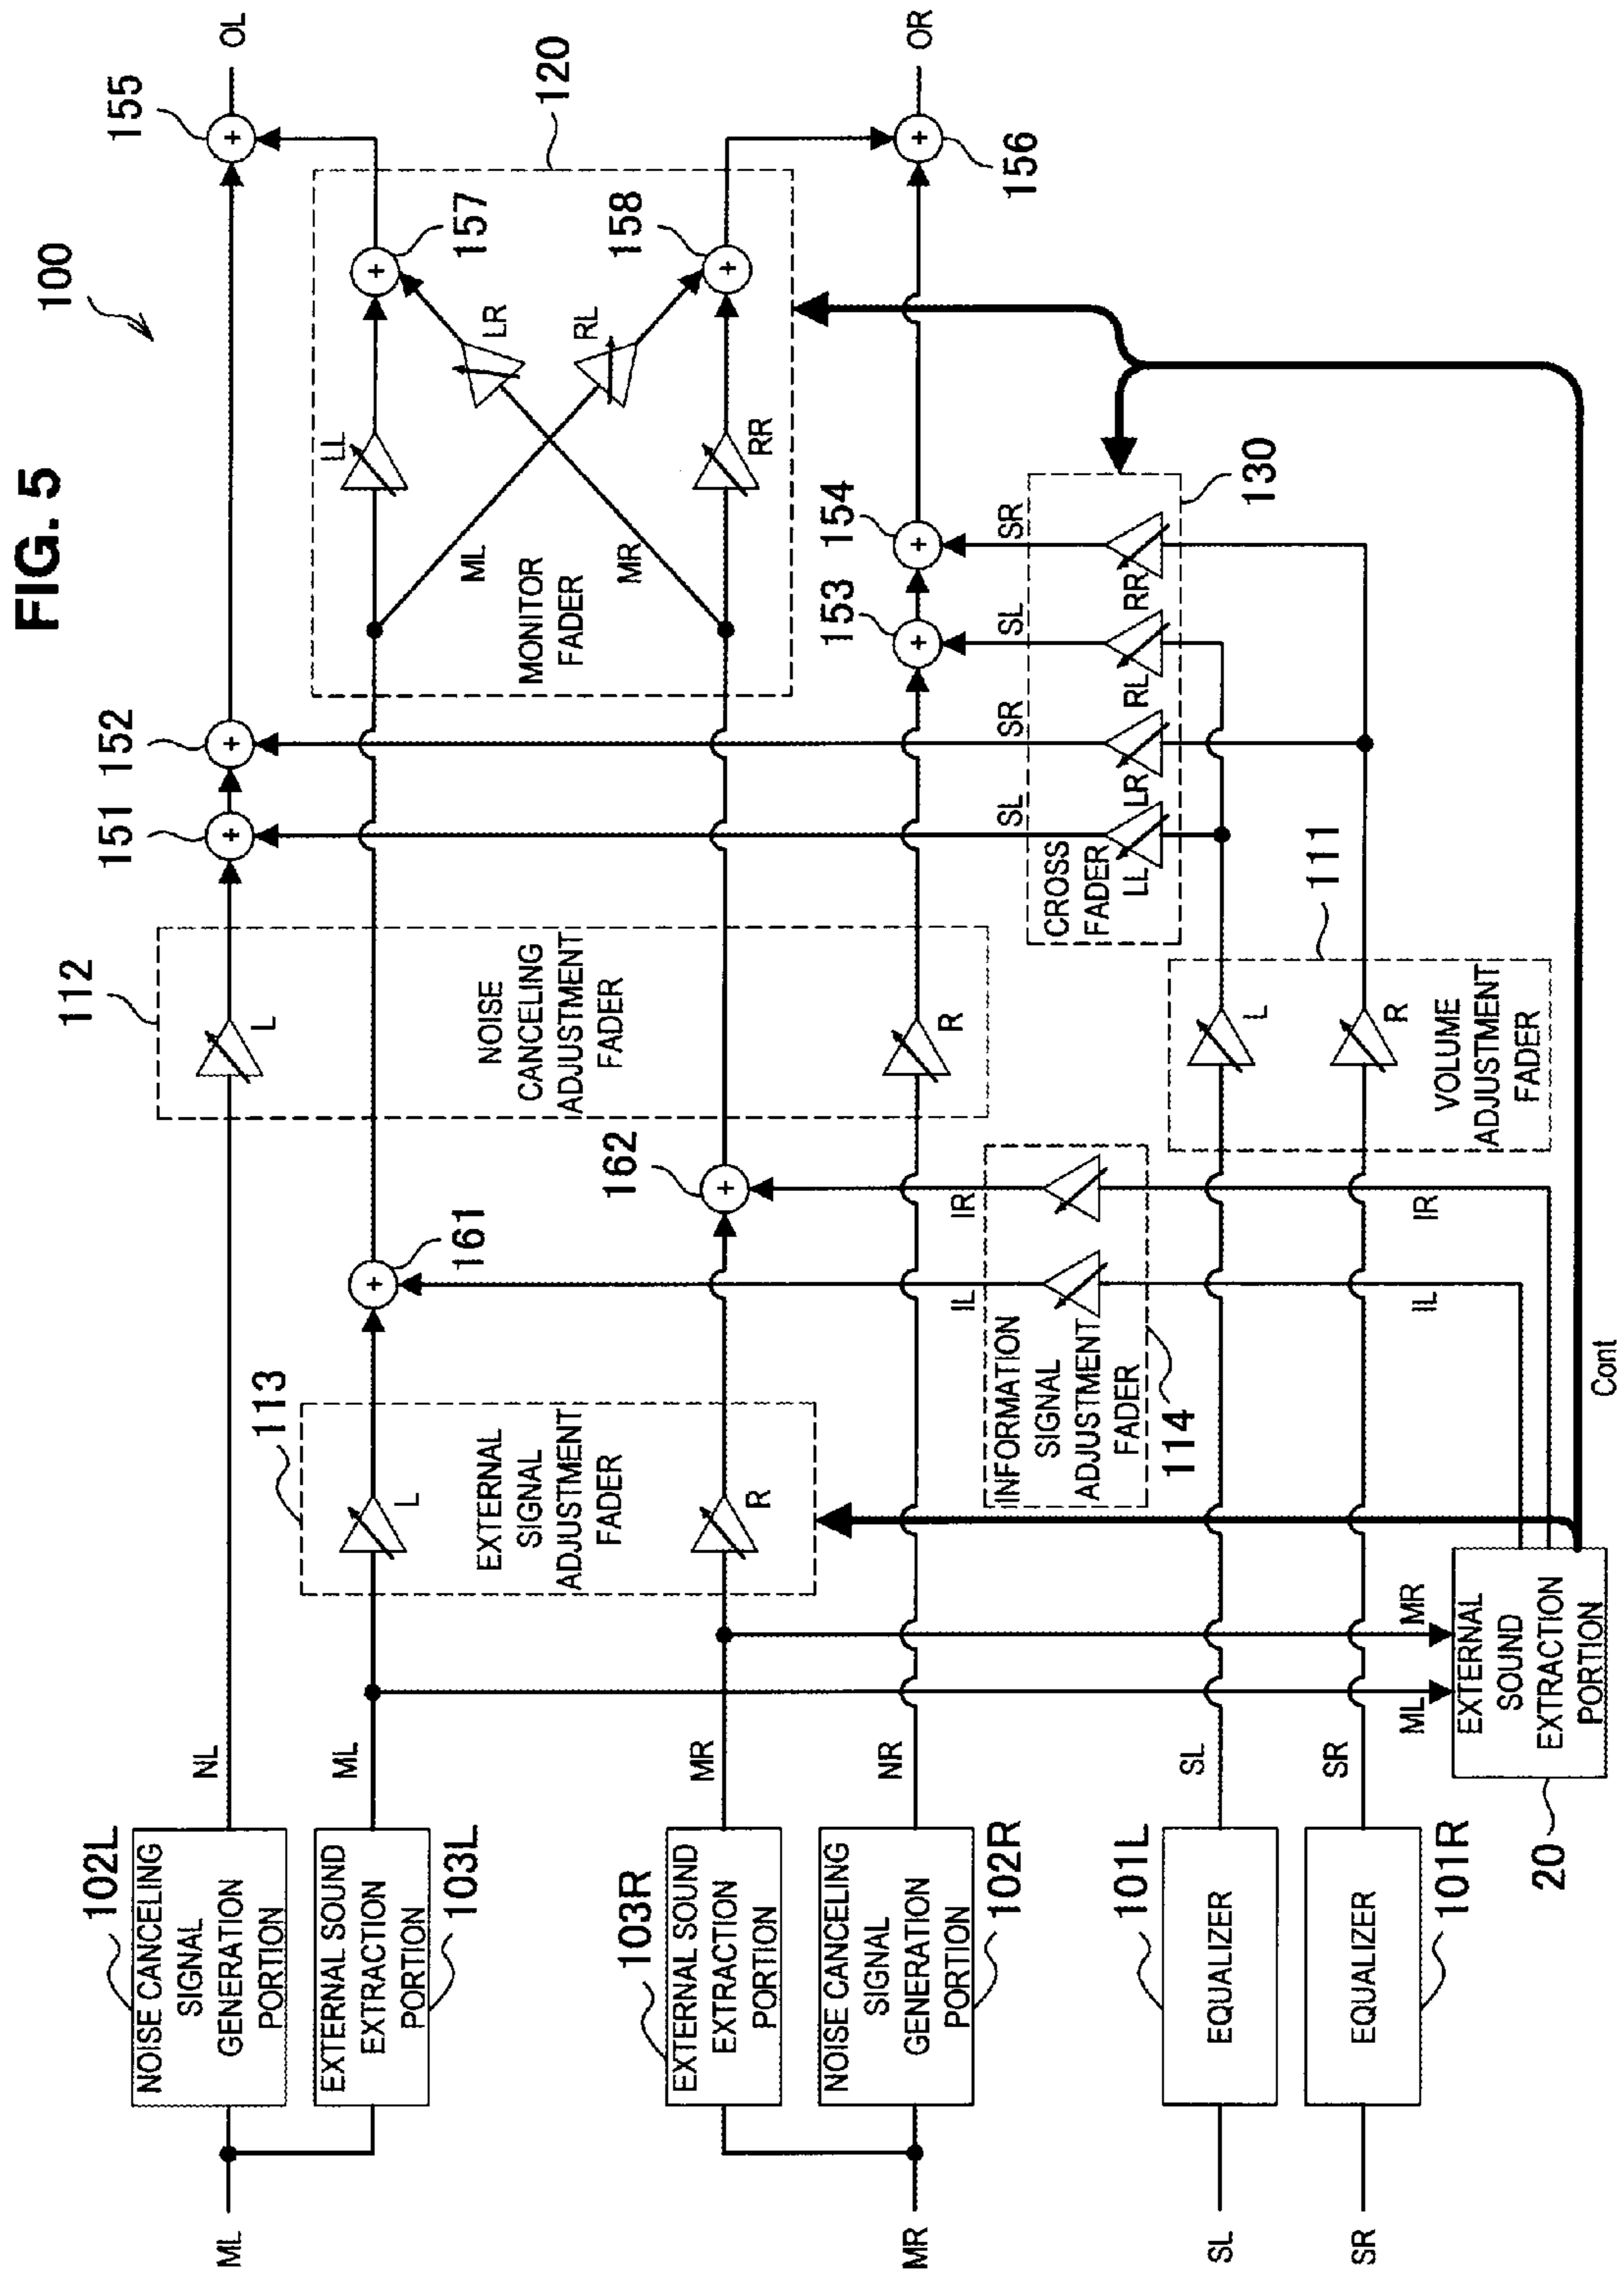 FIG. 5
100
ML
MR
SL
SR
NOISE CANCELING
SIGNAL
GENERATION
PORTION
102L
EXTERNAL SOUND
EXTRACTION
PORTION
103L
103R
EXTERNAL SOUND
EXTRACTION
PORTION
NOISE CANCELING
SIGNAL
GENERATION
PORTION
102R
101L
EQUALIZER
EQUALIZER
101R
NL
ML
MR
NR
SL
SR
ML
MR
EXTERNAL
SOUND
EXTRACTION
PORTION
20
Cont
113
EXTERNAL
SIGNAL
ADJUSTMENT
FADER
L
R
161
+
162
+
INFORMATION
SIGNAL
ADJUSTMENT
FADER
114
IL
IR
IL
IR
112
NOISE
CANCELING
ADJUSTMENT
FADER
L
R
VOLUME
ADJUSTMENT
FADER
111
L
R
151
+
152
+
153
+
154
+
CROSS
FADER
130
LL
LR
RL
RR
SL
SR
SL
SR
MONITOR
FADER
120
ML
MR
LL
LR
RL
RR
157
+
158
+
155
+
156
+
OL
OR